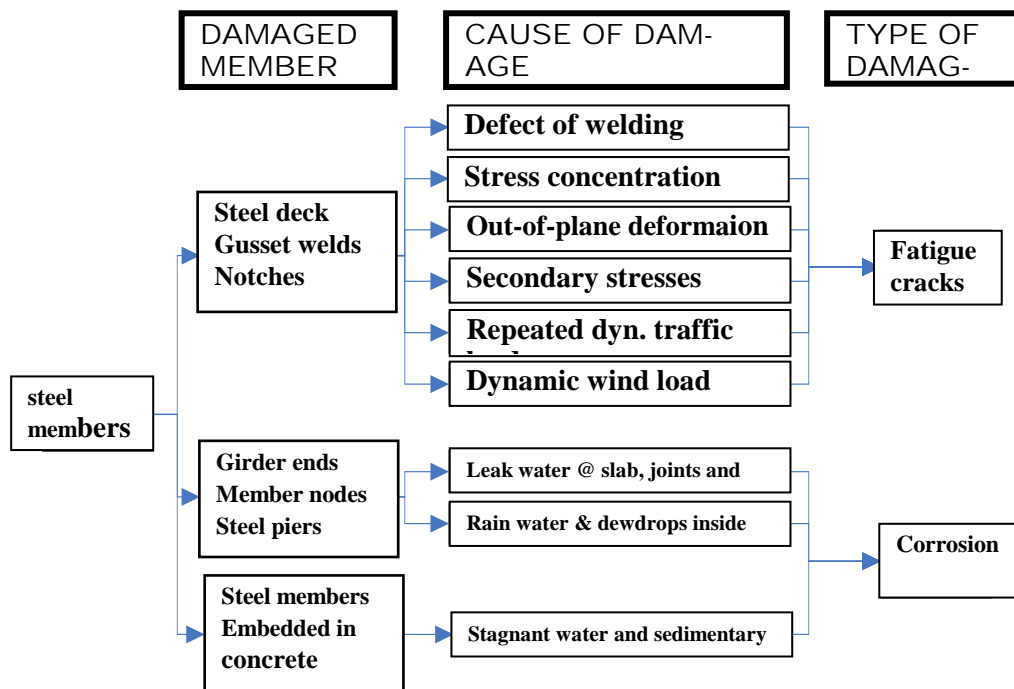 DAMAGED
MEMBER
CAUSE OF DAM-
AGE
TYPE OF
DAMAG-
Defect of welding
Stress concentration
Out-of-plane deformaion
Secondary stresses
Repeated dyn. traffic
Dynamic wind load
Steel deck
Gusset welds
Notches
Fatigue
cracks
steel
members
Girder ends
Member nodes
Steel piers
Leak water @ slab, joints and
Rain water & dewdrops inside
Corrosion
Steel members
Embedded in
concrete
Stagnant water and sedimentary